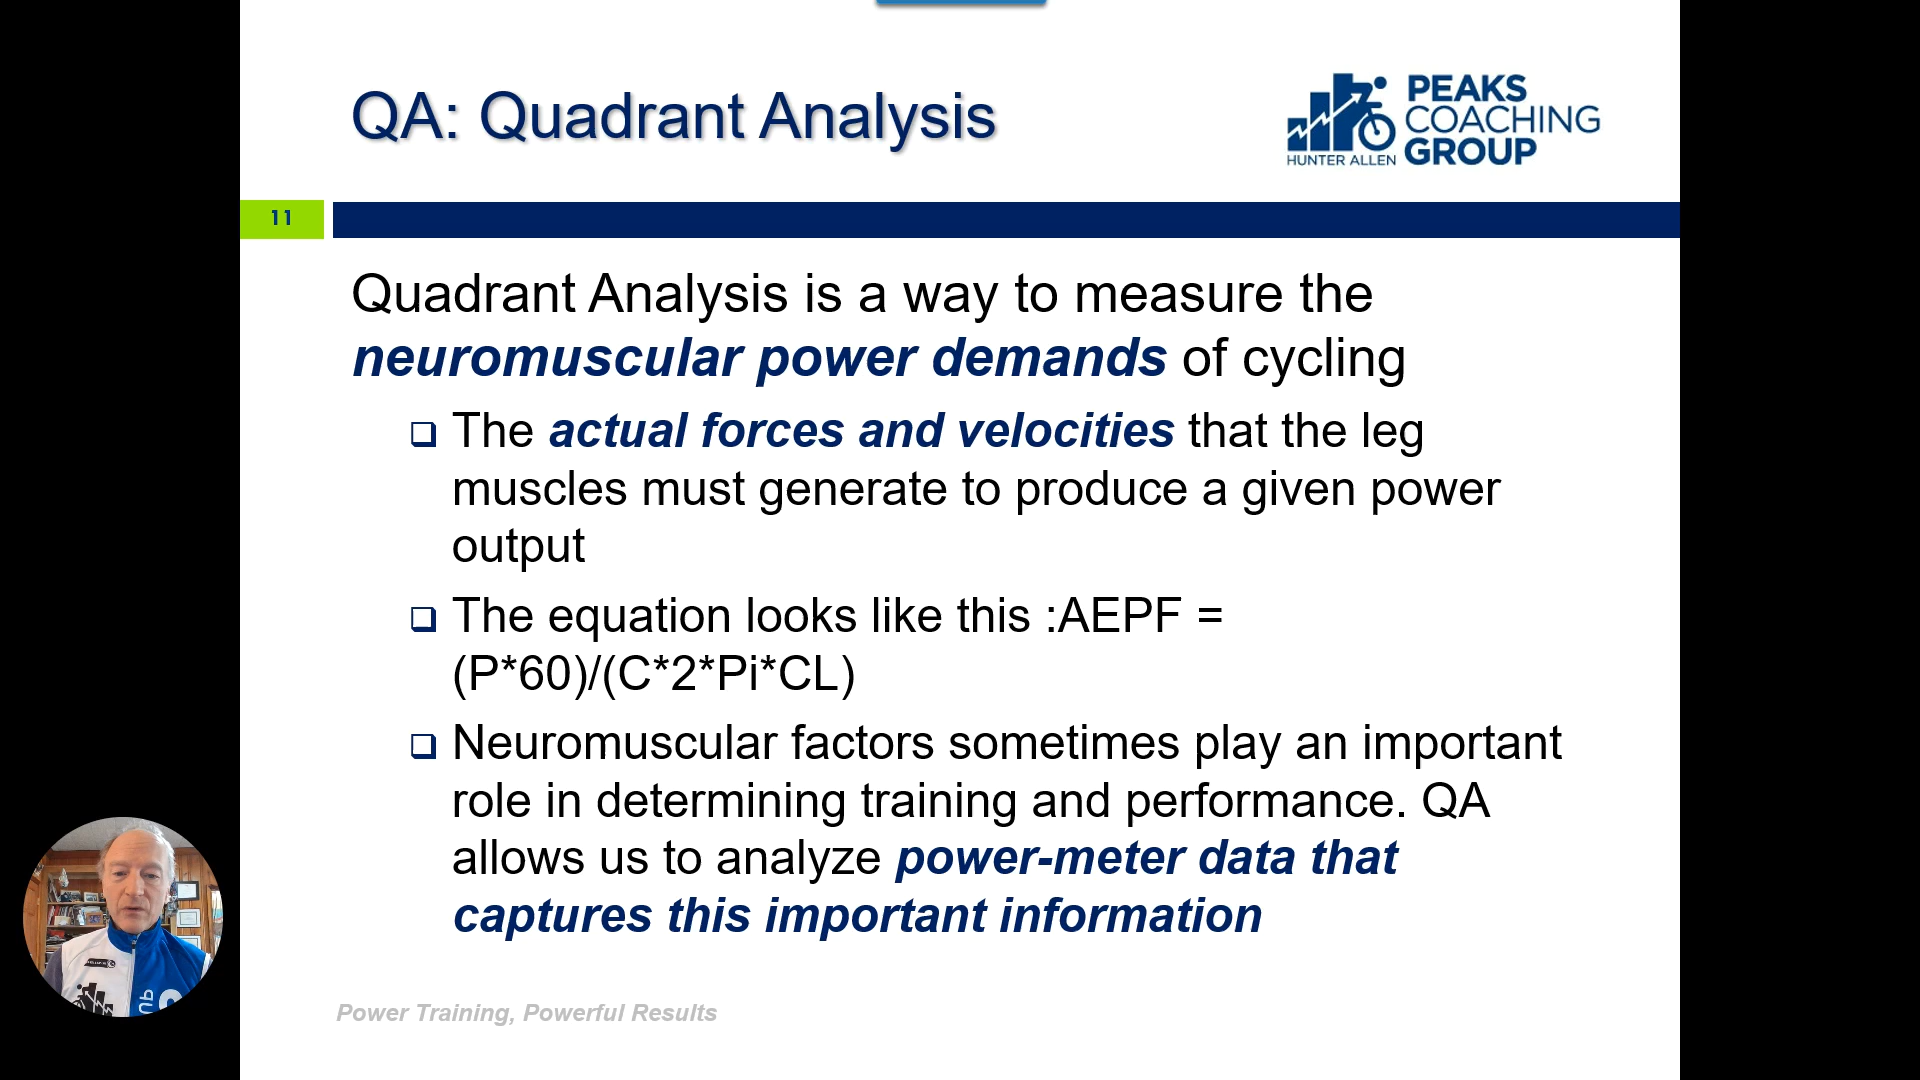 QA: Quadrant Analysis
PEAKS
COACHING
GROUP
HUNTER ALLEN
11
Quadrant Analysis is a way to measure the
neuromuscular power demands of cycling
❑ The actual forces and velocities that the leg
muscles must generate to produce a given power
output
❑ The equation looks like this :AEPF =
(P*60)/(C*2*Pi*CL)
❑ Neuromuscular factors sometimes play an important
role in determining training and performance. QA
allows us to analyze power-meter data that
captures this important information
Power Training, Powerful Results